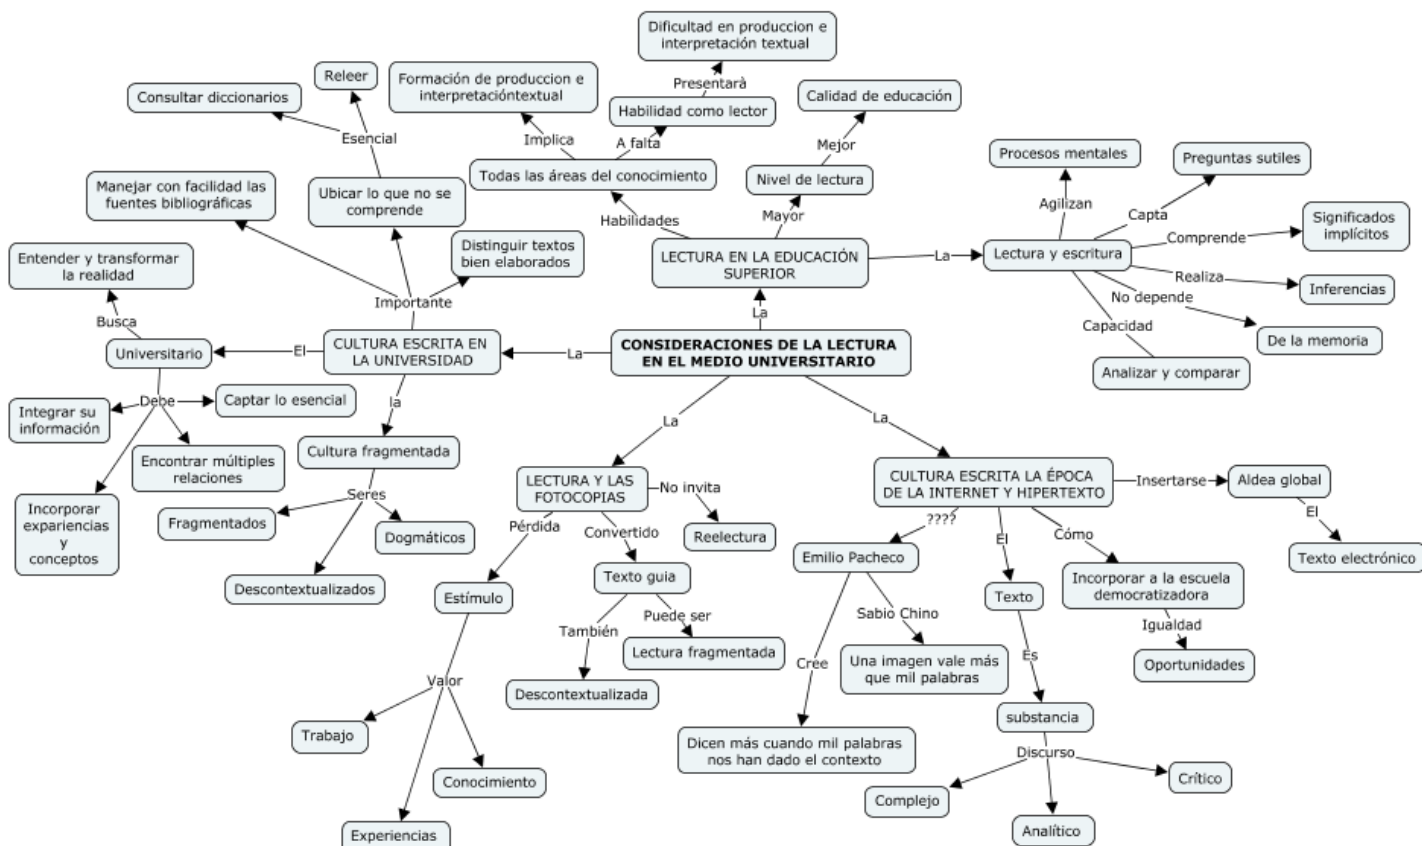 Dificultad en produccion e
interpretación textual
Releer
Formación de produccion e
interpretacióntextual
Presentarà
Consultar diccionarios
Habilidad como lector
Calidad de educación
Esencial
Implica
A falta
Mejor
Procesos mentales
Preguntas sutiles
Manejar con facilidad las
fuentes bibliográficas
Ubicar lo que no se
comprende
Todas las áreas del conocimiento
Nivel de lectura
Agilizan
Capta
Habilidades
Mayor
Significados
implícitos
Comprende
Entender y transformar
la realidad
Distinguir textos
bien elaborados
LECTURA EN LA EDUCACIÓN
SUPERIOR
La
Lectura y escritura
Realiza
Inferencias
Importante
No depende
Busca
La
Capacidad
De la memoria
Universitario
El
CULTURA ESCRITA EN
LA UNIVERSIDAD
La
CONSIDERACIONES DE LA LECTURA
EN EL MEDIO UNIVERSITARIO
Analizar y comparar
Integrar su
información
Debe
Captar lo esencial
la
La
La
Encontrar múltiples
relaciones
Cultura fragmentada
LECTURA Y LAS
FOTOCOPIAS
No invita
CULTURA ESCRITA LA ÉPOCA
DE LA INTERNET Y HIPERTEXTO
Insertarse
Aldea global
Incorporar
expariencias
y
conceptos
Seres
Fragmentados
Dogmáticos
Pérdida
Convertido
Reelectura
????
El
Cómo
El
Emilio Pacheco
Texto electrónico
Descontextualizados
Estímulo
Texto guia
Texto
Incorporar a la escuela
democratizadora
También
Puede ser
Sabio Chino
Igualdad
Lectura fragmentada
Cree
Una imagen vale más
que mil palabras
Es
Oportunidades
Valor
Descontextualizada
substancia
Trabajo
Dicen más cuando mil palabras
nos han dado el contexto
Discurso
Conocimiento
Complejo
Crítico
Experiencias
Analítico